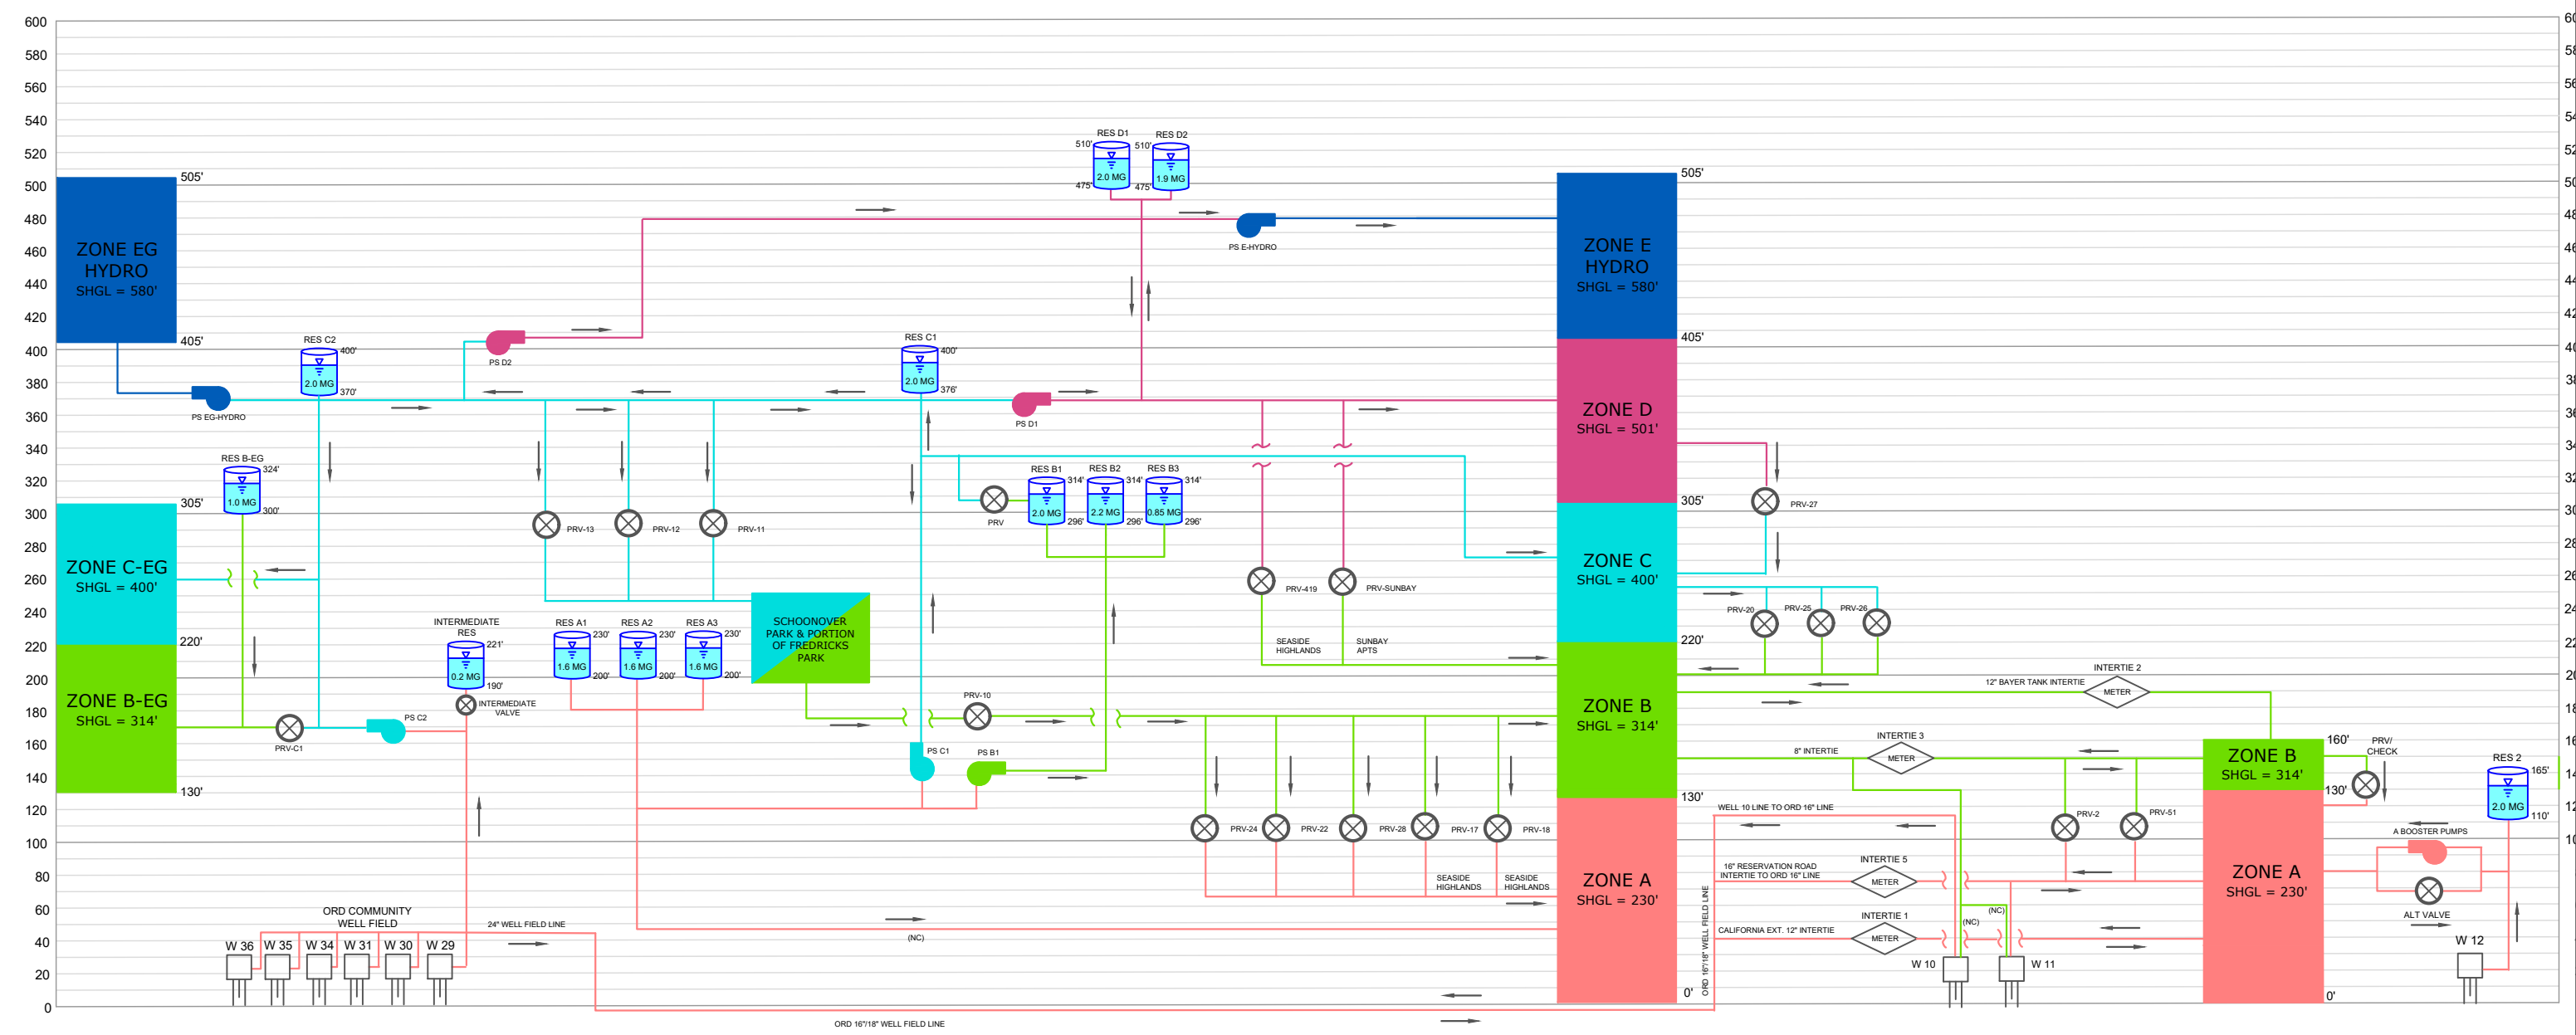 600
580
560
540
520
500
480
460
440
420
400
380
360
340
320
300
280
260
240
220
200
180
160
140
120
100
80
60
40
20
0
505'
ZONE EG
HYDRO
SHGL = 580'
405'
PS EG-HYDRO
RES C2
400'
2.0 MG
370'
RES B-EG
324'
1.0 MG
300'
305'
ZONE C-EG
SHGL = 400'
220'
ZONE B-EG
SHGL = 314'
130'
PRV-C1
PS C2
PS D2
INTERMEDIATE
RES
221'
0.2 MG
190'
INTERMEDIATE
VALVE
PRV-13
PRV-12
PRV-11
RES A1
230'
1.6 MG
200'
RES A2
230'
1.6 MG
200'
RES A3
230'
1.6 MG
200'
SCHOONOVER
PARK & PORTION
OF FREDRICKS
PARK
ORD COMMUNITY
WELL FIELD
W 36
W 35
W 34
W 31
W 30
W 29
24" WELL FIELD LINE
ORD 16"/18" WELL FIELD LINE
(NC)
RES C1
400'
2.0 MG
376'
PS C1
PS B1
PRV-10
PRV
RES B1
314'
2.0 MG
296'
RES B2
314'
2.2 MG
296'
RES B3
314'
0.85 MG
296'
PS D1
RES D1
510'
2.0 MG
475'
RES D2
510'
1.9 MG
475'
PS E-HYDRO
PRV-419
PRV-SUNBAY
SEASIDE
HIGHLANDS
SUNBAY
APTS
PRV-24
PRV-22
PRV-28
PRV-17
PRV-18
SEASIDE
HIGHLANDS
SEASIDE
HIGHLANDS
505'
ZONE E
HYDRO
SHGL = 580'
405'
ZONE D
SHGL = 501'
305'
ZONE C
SHGL = 400'
220'
ZONE B
SHGL = 314'
130'
ZONE A
SHGL = 230'
0'
PRV-27
PRV-20
PRV-25
PRV-26
12" BAYER TANK INTERTIE
INTERTIE 2
METER
8" INTERTIE
INTERTIE 3
METER
WELL 10 LINE TO ORD 16" LINE
16" RESERVATION ROAD
INTERTIE TO ORD 16" LINE
INTERTIE 5
METER
CALIFORNIA EXT. 12" INTERTIE
INTERTIE 1
METER
ORD 16"/18" WELL FIELD LINE
(NC)
(NC)
W 10
W 11
PRV-2
PRV-51
160'
ZONE B
SHGL = 314'
130'
ZONE A
SHGL = 230'
0'
PRV/
CHECK
A BOOSTER PUMPS
ALT VALVE
RES 2
165'
2.0 MG
110'
W 12